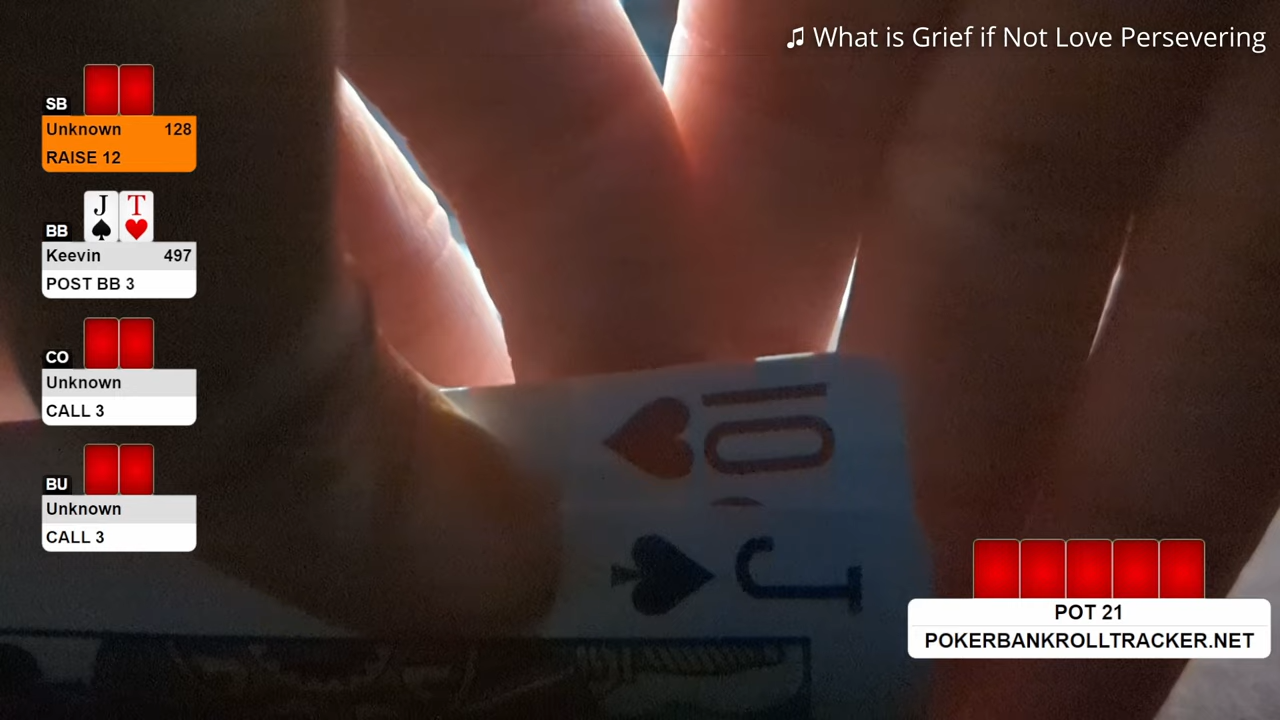 ♫ What is Grief if Not Love Persevering
SB
Unknown 128
RAISE 12
J T
BB
Keevin 497
POST BB 3
CO
Unknown
CALL 3
BU
Unknown
CALL 3
10
J
POT 21
POKERBANKROLLTRACKER.NET